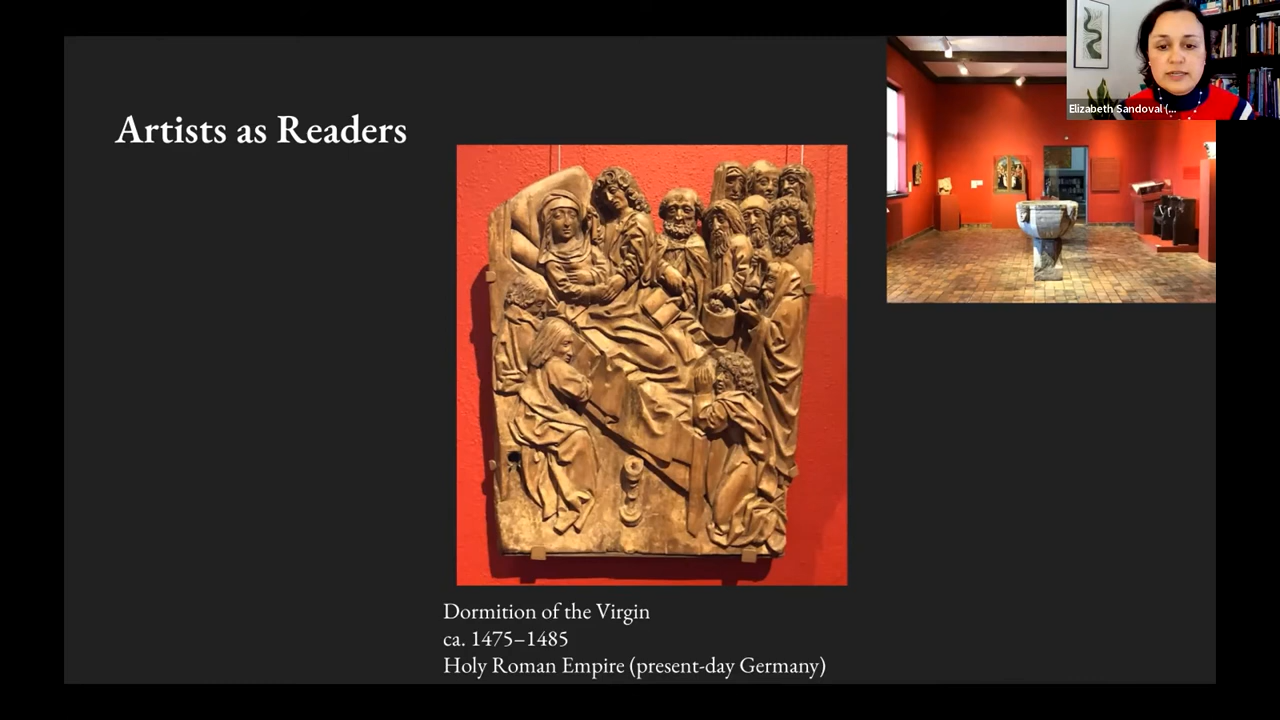 Artists as Readers
Elizabeth Sandoval (...
Dormition of the Virgin
ca. 1475–1485
Holy Roman Empire (present-day Germany)